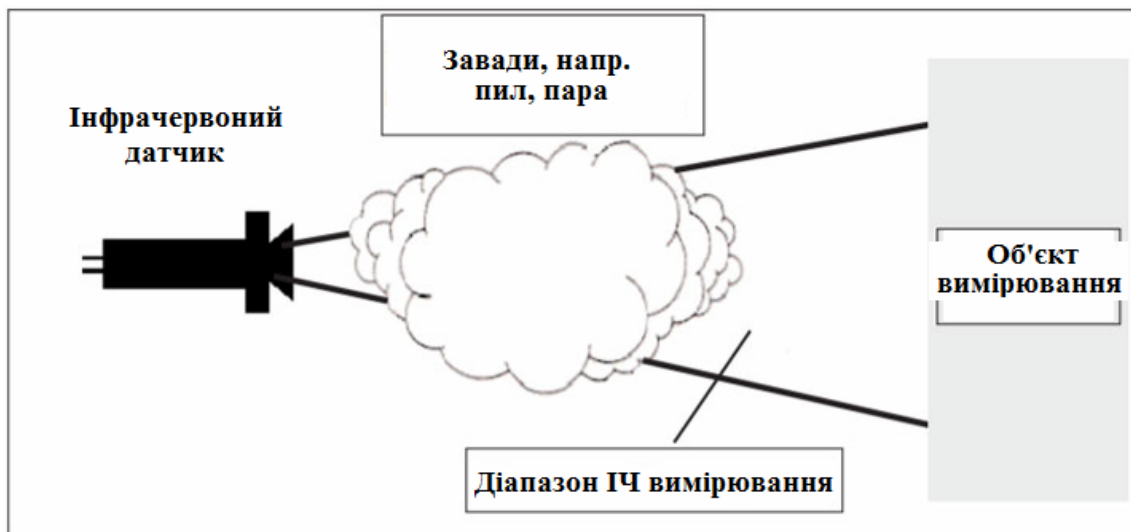 Завади, напр.
пил, пара
Інфрачервоний
датчик
Об'єкт
вимірювання
Діапазон ІЧ вимірювання